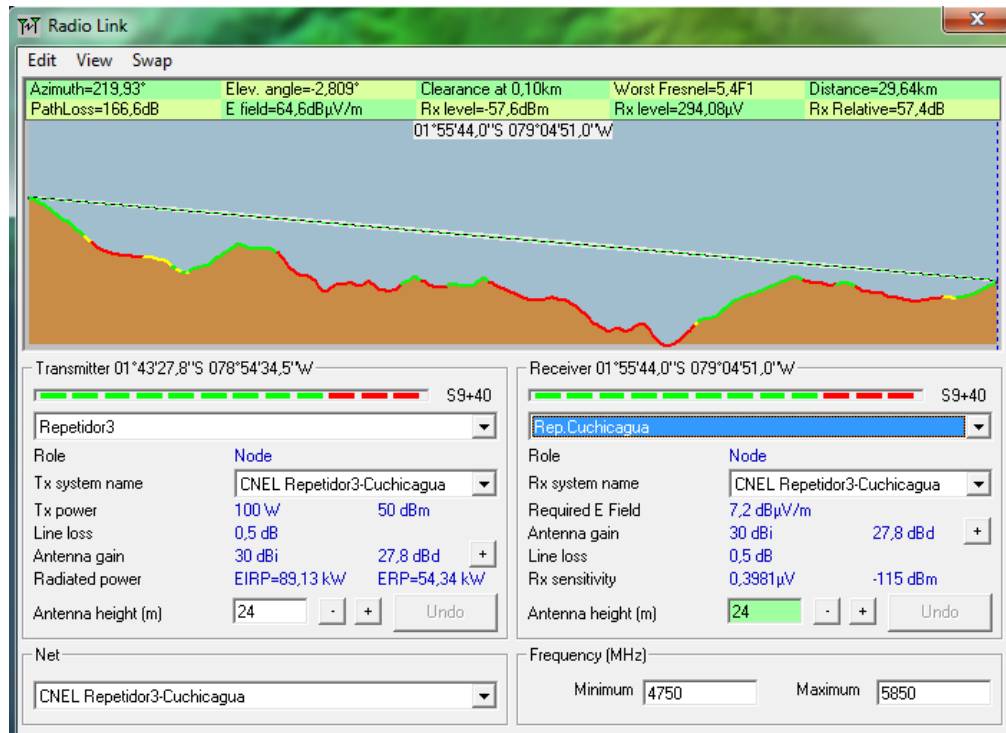 Radio Link
x
Edit View Swap
Azimuth=219,93° Elev. angle=-2,809° Clearance at 0,10km Worst Fresnel=5,4F1 Distance=29,64km
PathLoss=166,6dB E field=64,6dBµV/m Rx level=-57,6dBm Rx level=294,08µV Rx Relative=57,4dB
01°55'44,0''S 079°04'51,0''W
Transmitter 01°43'27,8''S 078°54'34,5''W
S9+40
Repetidor3
Role Node
Tx system name CNEL Repetidor3-Cuchicagua
Tx power 100 W 50 dBm
Line loss 0,5 dB
Antenna gain 30 dBi 27,8 dBd +
Radiated power EIRP=89,13 kW ERP=54,34 kW
Antenna height (m) 24 - + Undo
Net
CNEL Repetidor3-Cuchicagua
Receiver 01°55'44,0''S 079°04'51,0''W
S9+40
Rep.Cuchicagua
Role Node
Rx system name CNEL Repetidor3-Cuchicagua
Required E Field 7,2 dBµV/m
Antenna gain 30 dBi 27,8 dBd +
Line loss 0,5 dB
Rx sensitivity 0,3981µV -115 dBm
Antenna height (m) 24 - + Undo
Frequency (MHz)
Minimum 4750 Maximum 5850